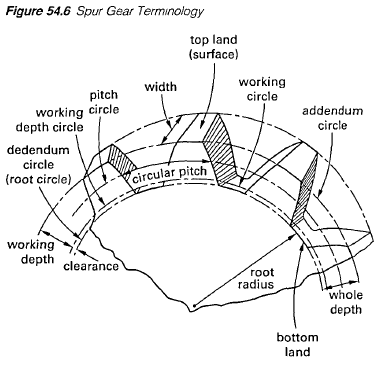 Figure 54.6 Spur Gear Terminology
top land
(surface)
working
circle
width
pitch
circle
addendum
circle
working
depth circle
dedendum
circle
(root circle)
circular pitch
working
depth
clearance
root
radius
whole
depth
bottom
land